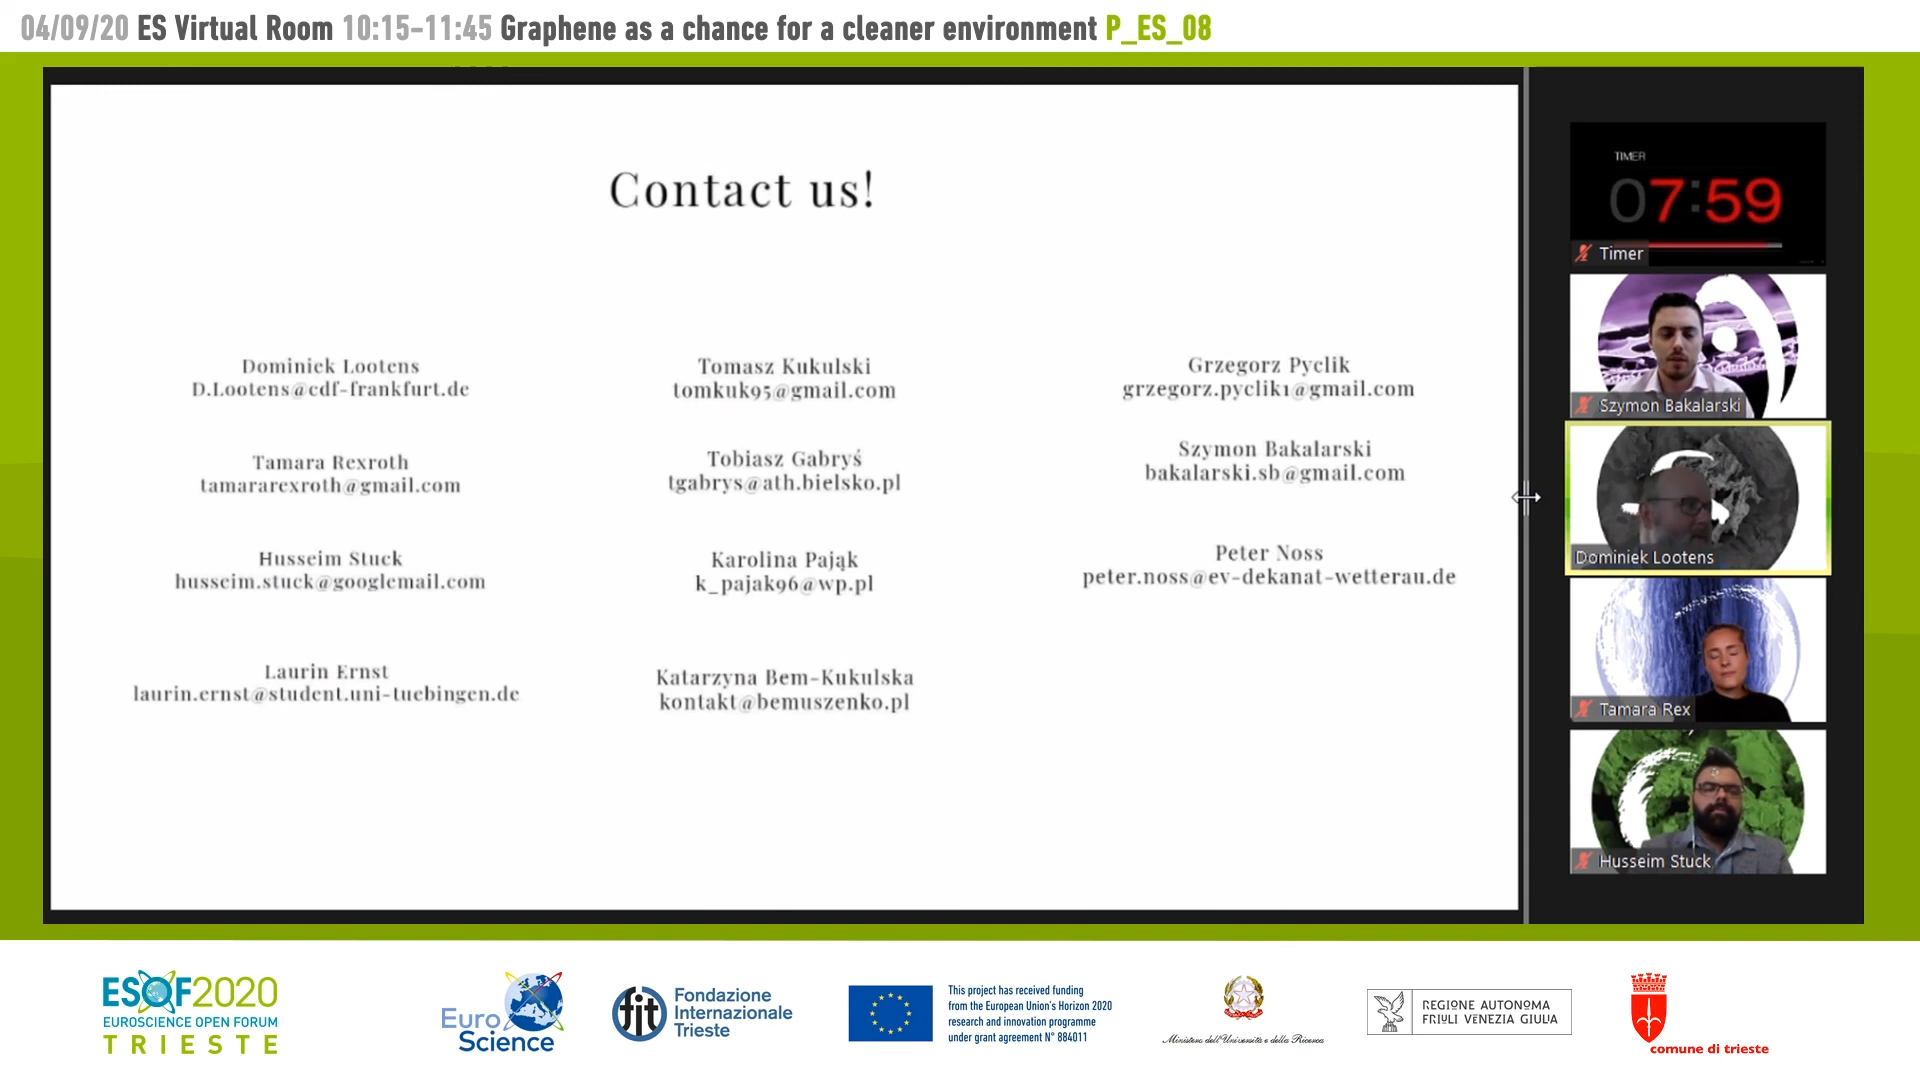 04/09/20 ES Virtual Room 10:15-11:45 Graphene as a chance for a cleaner environment P_ES_08
Contact us!
Dominiek Lootens
D.Lootens@cdf-frankfurt.de
Tamara Rexroth
tamararexroth@gmail.com
Husseim Stuck
husseim.stuck@googlemail.com
Laurin Ernst
laurin.ernst@student.uni-tuebingen.de
Tomasz Kukulski
tomkuk95@gmail.com
Tobiasz Gabryś
tgabrys@ath.bielsko.pl
Karolina Pająk
k_pajak96@wp.pl
Katarzyna Bem-Kukulska
kontakt@bemuszenko.pl
Grzegorz Pyclik
grzegorz.pyclik1@gmail.com
Szymon Bakalarski
bakalarski.sb@gmail.com
Peter Noss
peter.noss@ev-dekanat-wetterau.de
TIMER
07:59
Timer
Szymon Bakalarski
Dominiek Lootens
Tamara Rex
Husseim Stuck
ESOF2020
EUROSCIENCE OPEN FORUM
TRIESTE
Euro
Science
fit
Fondazione
Internazionale
Trieste
This project has received funding
from the European Union's Horizon 2020
research and innovation programme
under grant agreement N° 884011
Ministero dell'Università e della Ricerca
REGIONE AUTONOMA
FRIULI VENEZIA GIULIA
comune di trieste